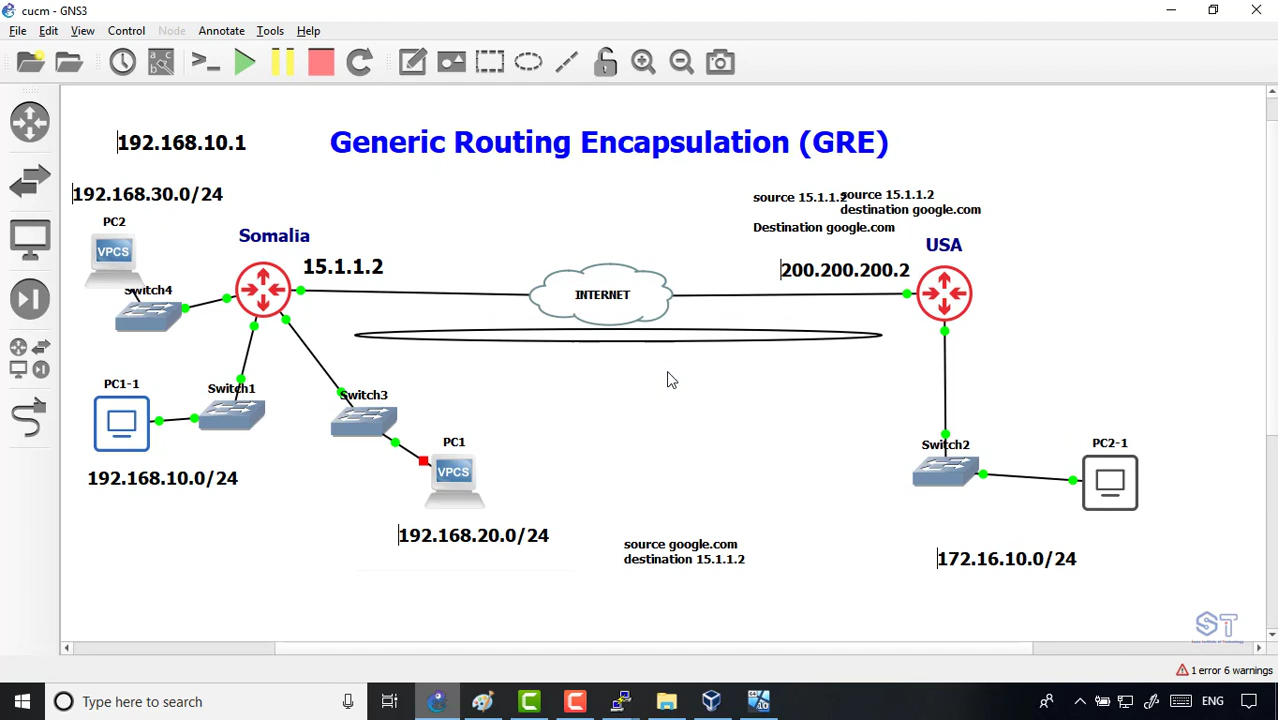 cucm - GNS3
File Edit View Control Node Annotate Tools Help
192.168.10.1
Generic Routing Encapsulation (GRE)
192.168.30.0/24
source 15.1.1.2
source 15.1.1.2
destination google.com
Destination google.com
PC2
VPCS
Somalia
USA
15.1.1.2
200.200.200.2
INTERNET
Switch4
PC1-1
Switch1
Switch3
PC1
VPCS
Switch2
PC2-1
192.168.10.0/24
192.168.20.0/24
source google.com
destination 15.1.1.2
172.16.10.0/24
ST
1 error 6 warnings
Type here to search
ENG